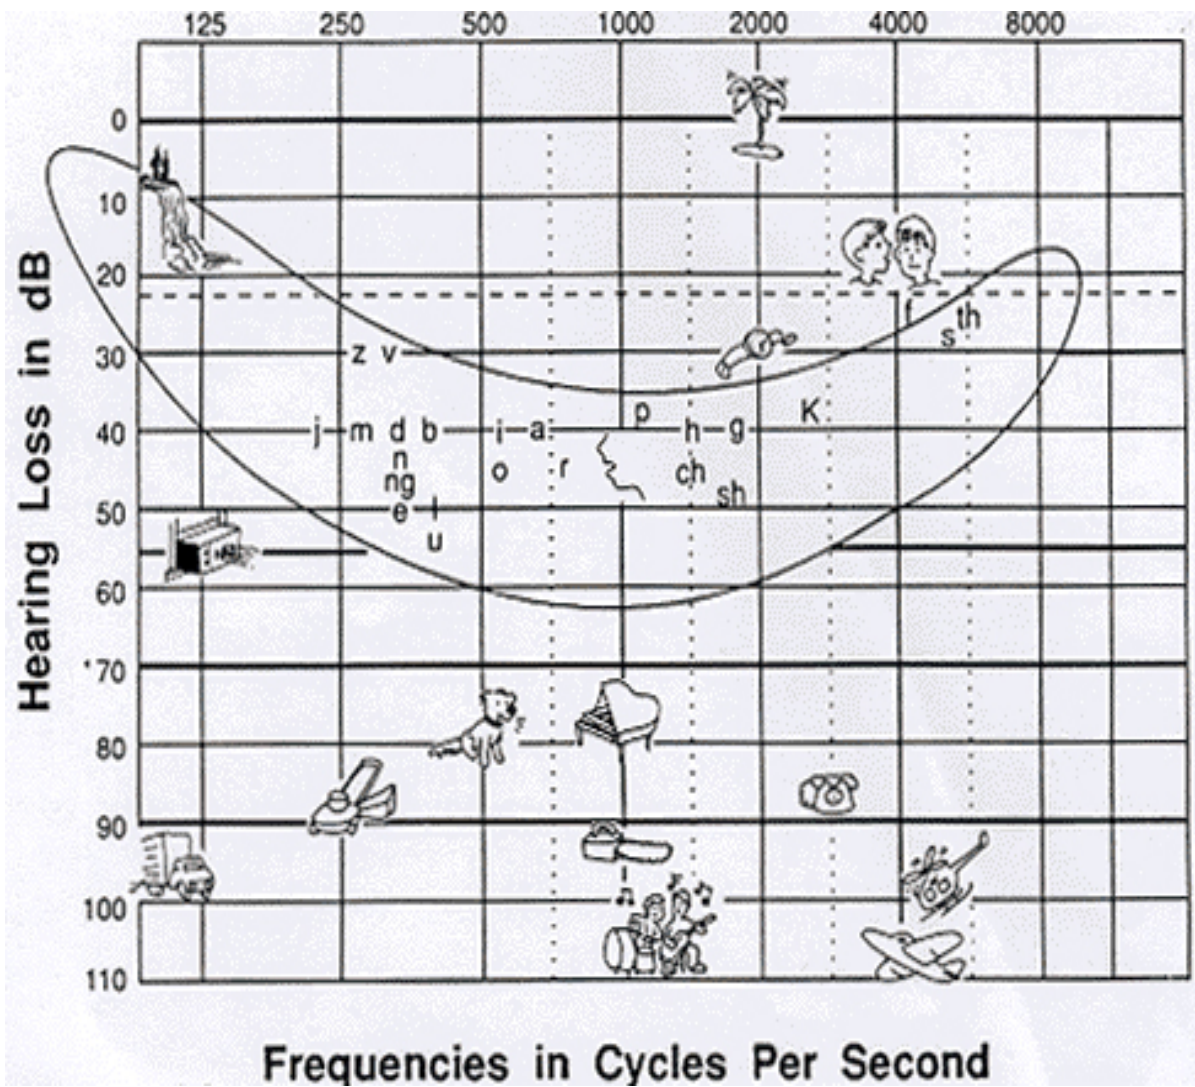 125 250 500 1000 2000 4000 8000
0
10
20
f
th
s
30 z v
p K
40 j m d b i a h g
n
o r ch
ng
sh
50 e l
u
60
70
80
90
100
110
Hearing Loss in dB
Frequencies in Cycles Per Second